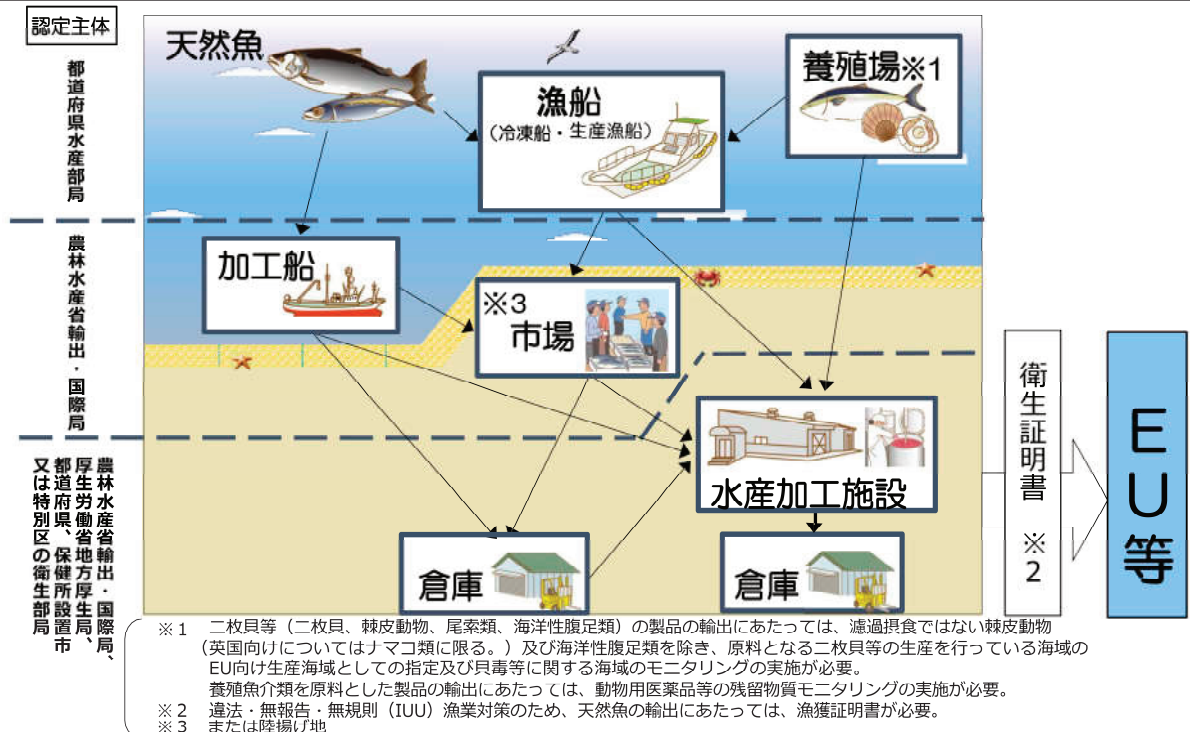 認定主体
都道府県水産部局
農林水産省輸出・国際局
農林水産省輸出・国際局、
厚生労働省地方厚生局、
都道府県、保健所設置市
又は特別区の衛生部局
天然魚
漁船
（冷凍船・生産漁船）
養殖場※1
加工船
※3
市場
水産加工施設
倉庫
倉庫
衛生証明書 ※2
EU等
※１　二枚貝等（二枚貝、棘皮動物、尾索類、海洋性腹足類）の製品の輸出にあたっては、濾過摂食ではない棘皮動物
（英国向けについてはナマコ類に限る。）及び海洋性腹足類を除き、原料となる二枚貝等の生産を行っている海域の
EU向け生産海域としての指定及び貝毒等に関する海域のモニタリングの実施が必要。
養殖魚介類を原料とした製品の輸出にあたっては、動物用医薬品等の残留物質モニタリングの実施が必要。
※２　違法・無報告・無規則（IUU）漁業対策のため、天然魚の輸出にあたっては、漁獲証明書が必要。
※３　または陸揚げ地